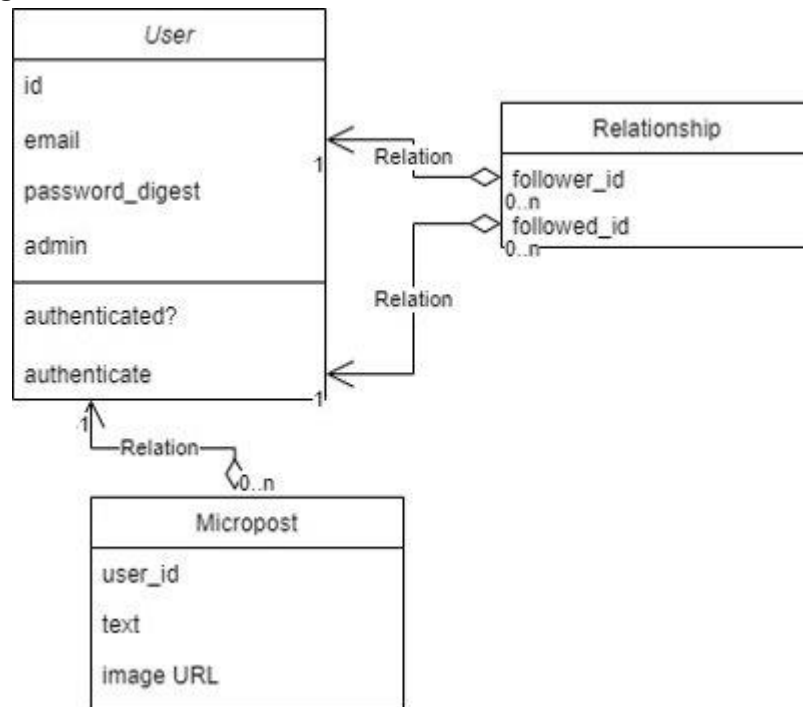 User
id
email
password_digest
admin
authenticated?
authenticate
1
1
1
Relation
Relation
Relation
Relationship
follower_id
0..n
followed_id
0..n
0..n
Micropost
user_id
text
image URL